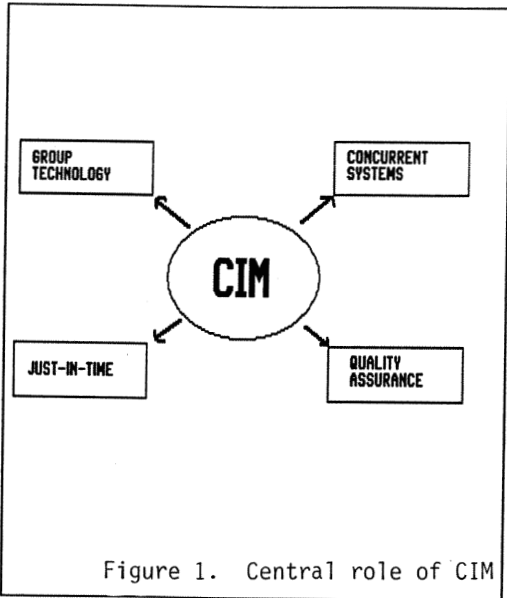 GROUP
TECHNOLOGY
CONCURRENT
SYSTEMS
CIM
JUST-IN-TIME
QUALITY
ASSURANCE
Figure 1. Central role of CIM